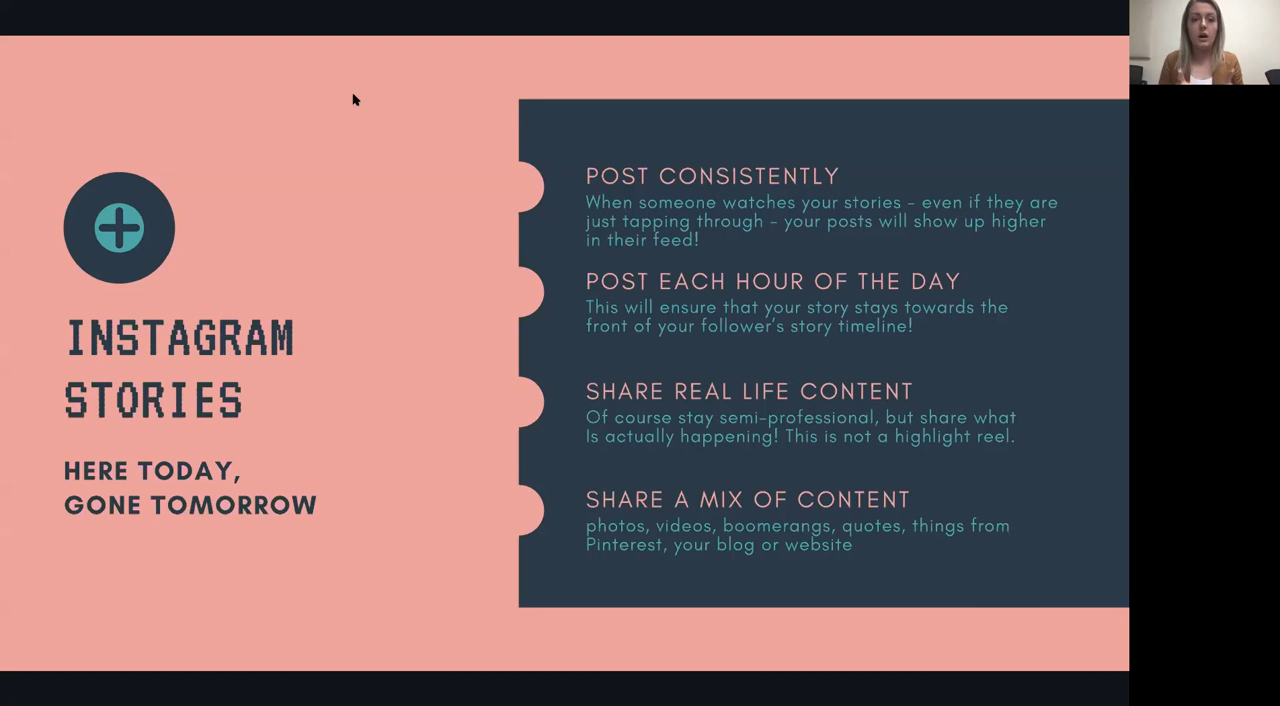 INSTAGRAM
STORIES
HERE TODAY,
GONE TOMORROW
POST CONSISTENTLY
When someone watches your stories - even if they are
just tapping through - your posts will show up higher
in their feed!
POST EACH HOUR OF THE DAY
This will ensure that your story stays towards the
front of your follower's story timeline!
SHARE REAL LIFE CONTENT
Of course stay semi-professional, but share what
Is actually happening! This is not a highlight reel.
SHARE A MIX OF CONTENT
photos, videos, boomerangs, quotes, things from
Pinterest, your blog or website